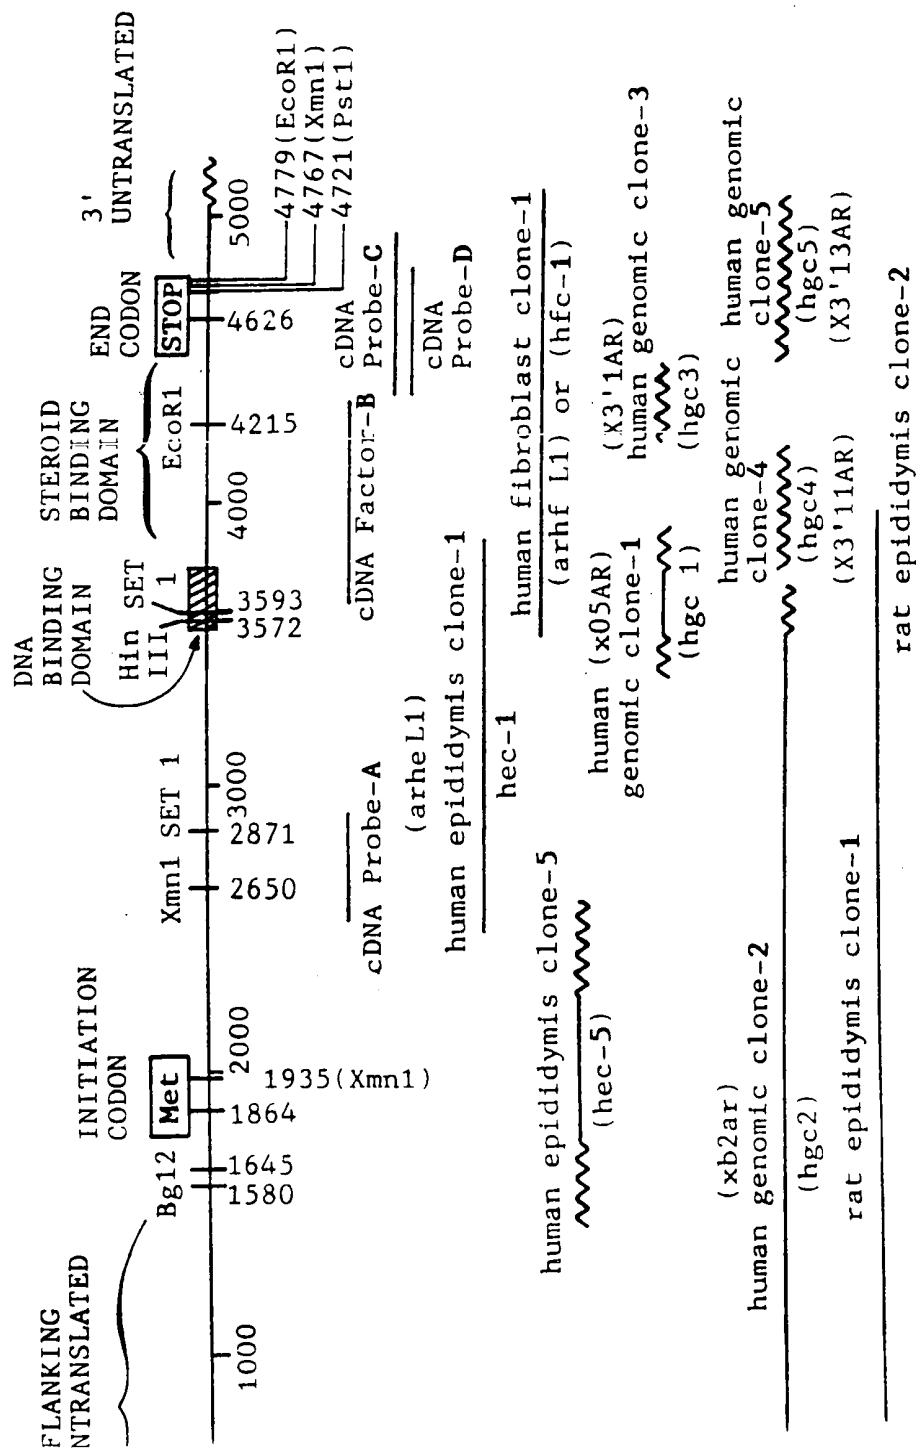 FLANKING
NTRANSLATED
INITIATION
CODON
DNA
BINDING
DOMAIN
STEROID
BINDING
DOMAIN
END
CODON
3'
UNTRANSLATED
Bg12
Met
Xmn1 SET 1
Hin SET
III 1
EcoR1
STOP
1000
1580
1645
1864
2000
1935(Xmn1)
2650
2871
3000
3572
3593
4000
4215
4626
5000
4779(EcoR1)
4767(Xmn1)
4721(Pst1)
cDNA Probe-A
cDNA Factor-B
cDNA
Probe-C
cDNA
Probe-D
(arheL1)
human epididymis clone-1
hec-1
human fibroblast clone-1
(arhf L1) or (hfc-1)
human epididymis clone-5
(hec-5)
human (x05AR)
genomic clone-1
(hgc 1)
(X3'1AR)
human genomic clone-3
(hgc3)
(xb2ar)
human genomic clone-2
(hgc2)
human genomic
clone-4
(hgc4)
(X3'11AR)
human genomic
clone-5
(hgc5)
(X3'13AR)
rat epididymis clone-1
rat epididymis clone-2